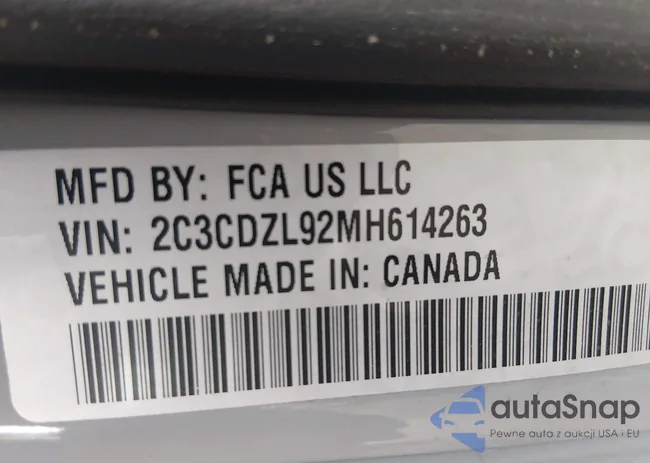 MFD BY: FCA US LLC
VIN: 2C3CDZL92MH614263
VEHICLE MADE IN: CANADA
autaSnap
Pewne auta z aukcji USA i EU